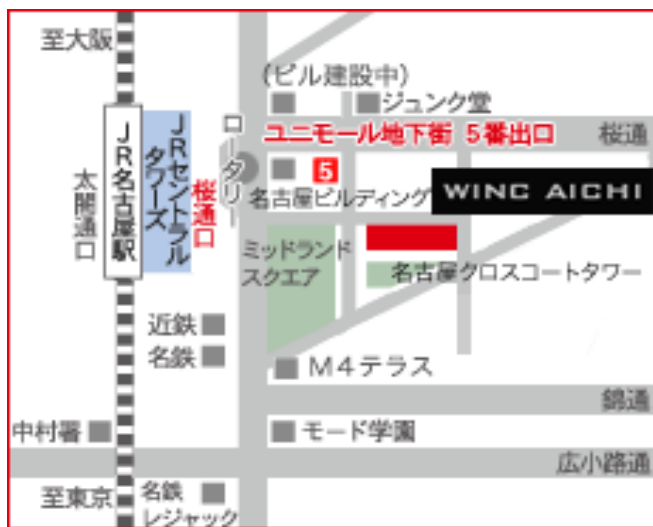 至大阪
(ビル建設中)
ジュンク堂
ユニモール地下街 5番出口
桜通
ロータリー
JRセントラル
タワーズ
JR名古屋駅
桜通口
太閤通口
5
名古屋ビルディング
WINC AICHI
ミッドランド
スクエア
名古屋クロスコートタワー
近鉄
名鉄
M4テラス
錦通
中村署
モード学園
広小路通
至東京
名鉄
レジャック